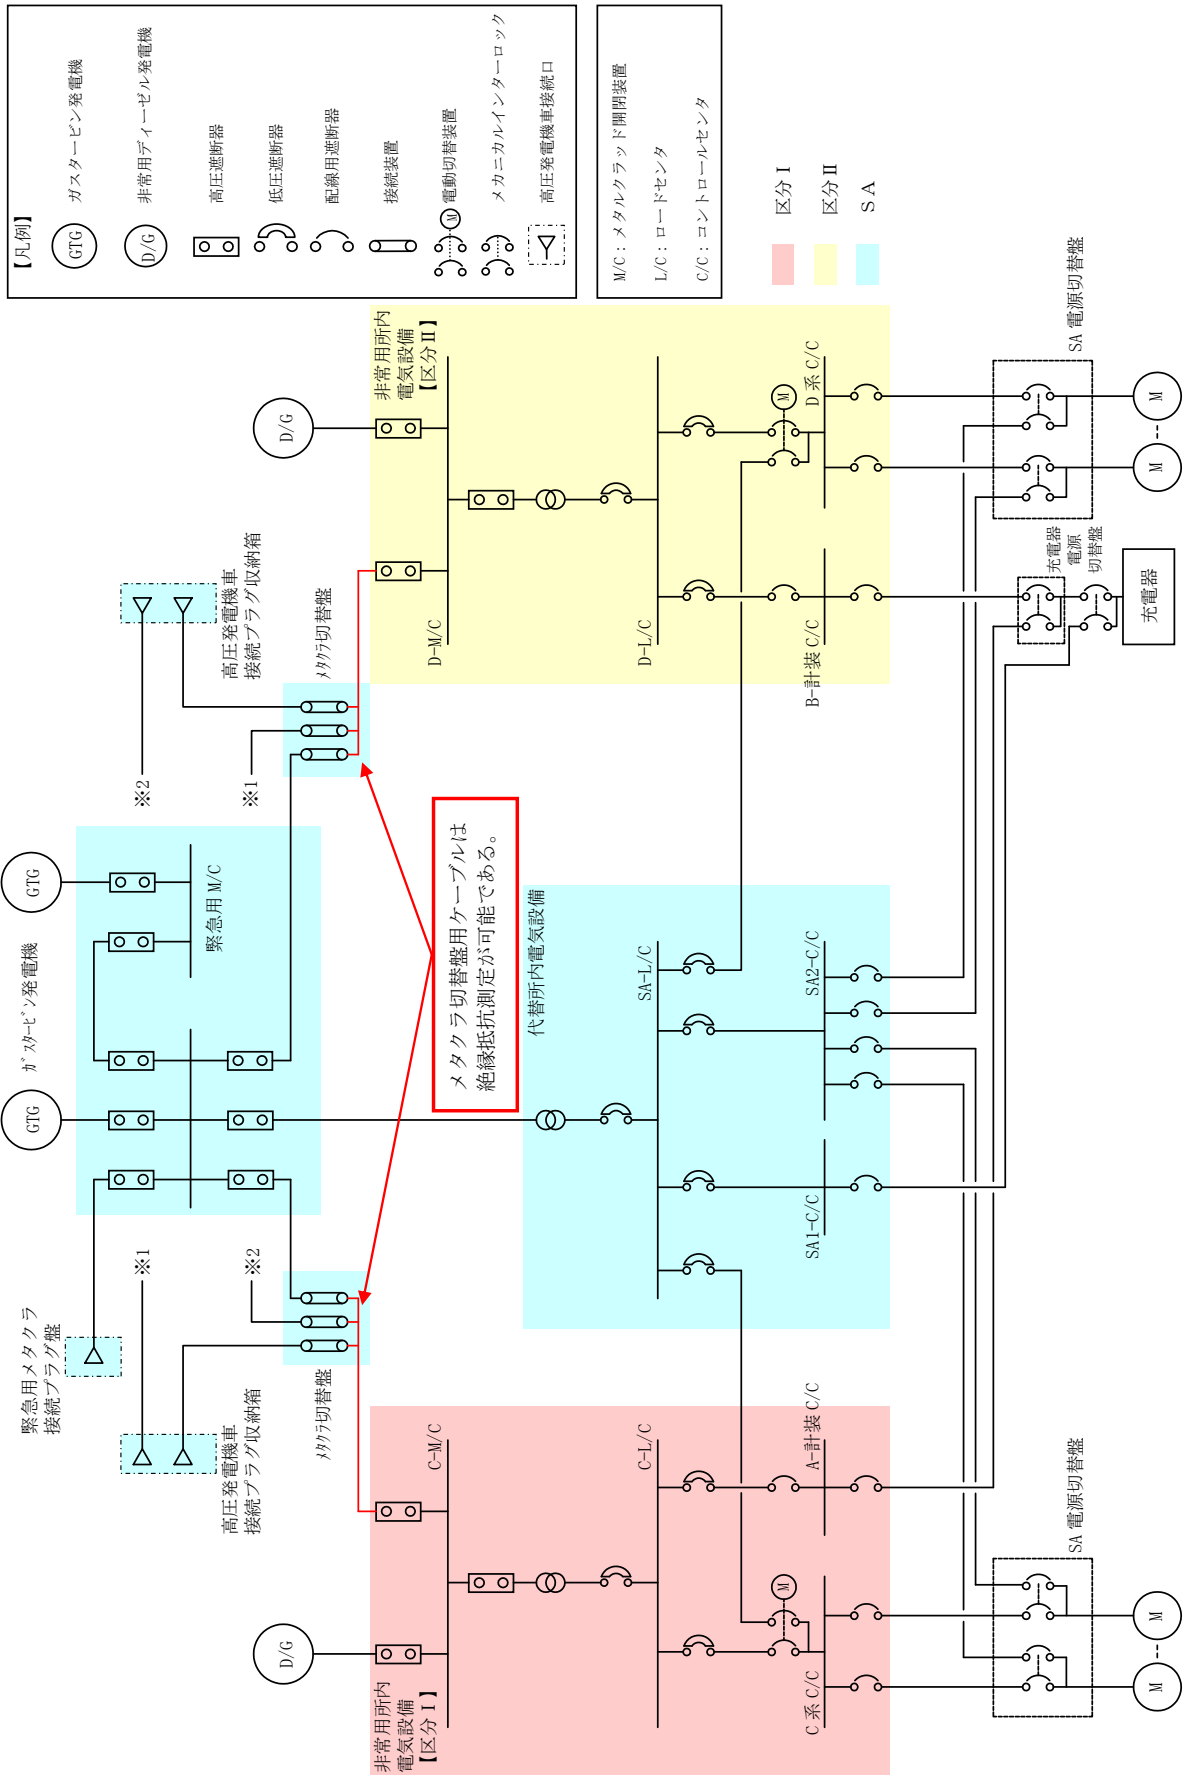 【凡例】
GTG
ガスタービン発電機
D/G
非常用ディーゼル発電機
高圧遮断器
低圧遮断器
配線用遮断器
接続装置
M
電動切替装置
メカニカルインターロック
高圧発電機車接続口
M/C：メタルクラッド開閉装置
L/C：ロードセンタ
C/C：コントロールセンタ
区分Ⅰ
区分Ⅱ
ＳＡ
GTG
ｶﾞｽﾀｰﾋﾞﾝ発電機
GTG
緊急用メタクラ
接続プラグ盤
緊急用 M/C
※1
※2
高圧発電機車
接続プラグ収納箱
ﾒﾀｸﾗ切替盤
※2
※1
高圧発電機車
接続プラグ収納箱
ﾒﾀｸﾗ切替盤
メタクラ切替盤用ケーブルは
絶縁抵抗測定が可能である。
D/G
非常用所内
電気設備
【区分Ⅰ】
C-M/C
C-L/C
M
C 系 C/C
A-計装 C/C
代替所内電気設備
SA-L/C
SA1-C/C
SA2-C/C
D/G
非常用所内
電気設備
【区分Ⅱ】
D-M/C
D-L/C
M
B-計装 C/C
D 系 C/C
SA 電源切替盤
M
M
充電器
電源
切替盤
充電器
SA 電源切替盤
M
M